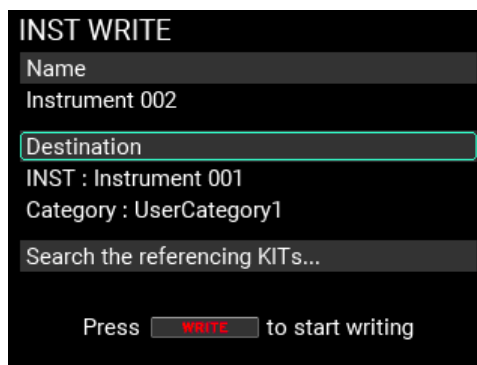 INST WRITE
Name
Instrument 002
Destination
INST : Instrument 001
Category : UserCategory1
Search the referencing KITs...
Press WRITE to start writing